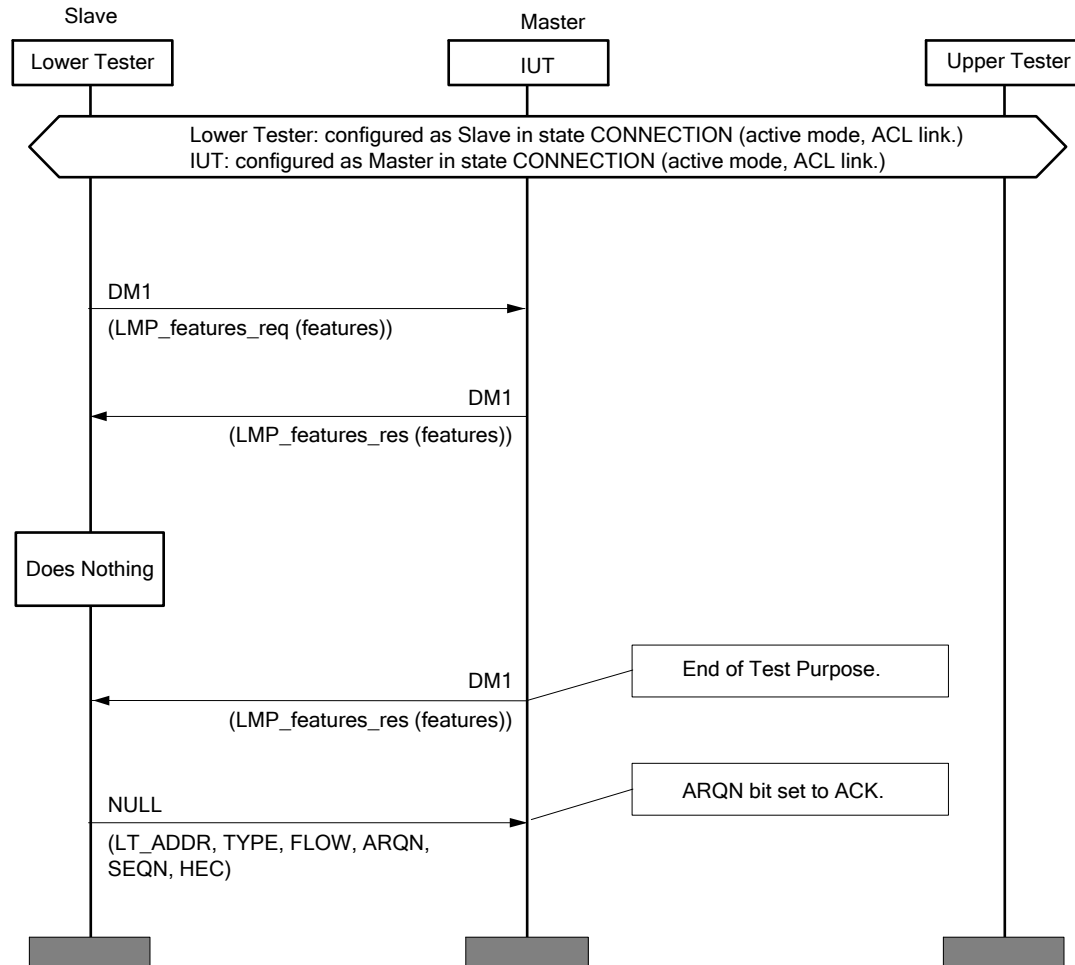 Slave
Master
Lower Tester
IUT
Upper Tester
Lower Tester: configured as Slave in state CONNECTION (active mode, ACL link.)
IUT: configured as Master in state CONNECTION (active mode, ACL link.)
DM1
(LMP_features_req (features))
DM1
(LMP_features_res (features))
Does Nothing
End of Test Purpose.
DM1
(LMP_features_res (features))
ARQN bit set to ACK.
NULL
(LT_ADDR, TYPE, FLOW, ARQN,
SEQN, HEC)